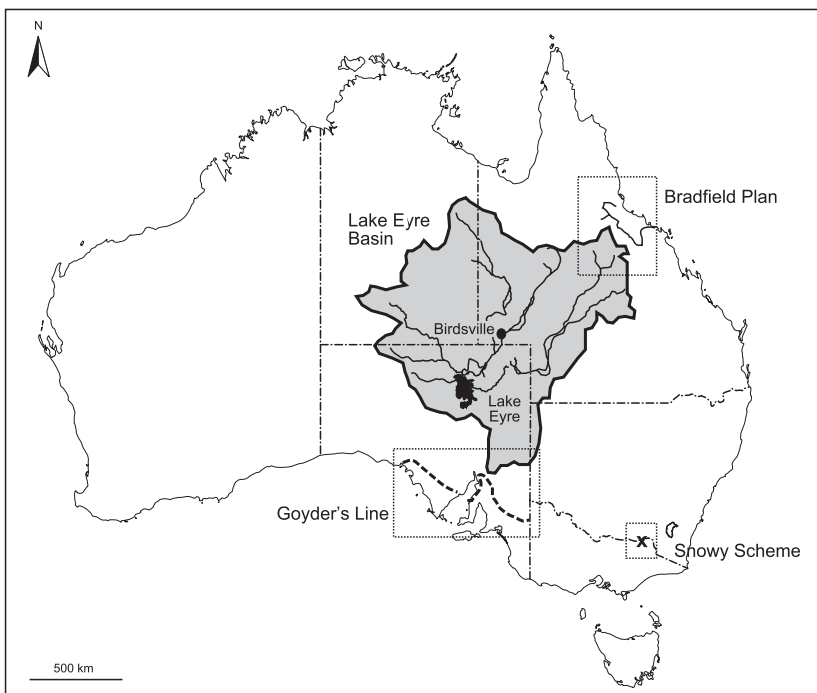 N
Bradfield Plan
Lake Eyre
Basin
Birdsville
Lake
Eyre
Goyder's Line
x
Snowy Scheme
500 km